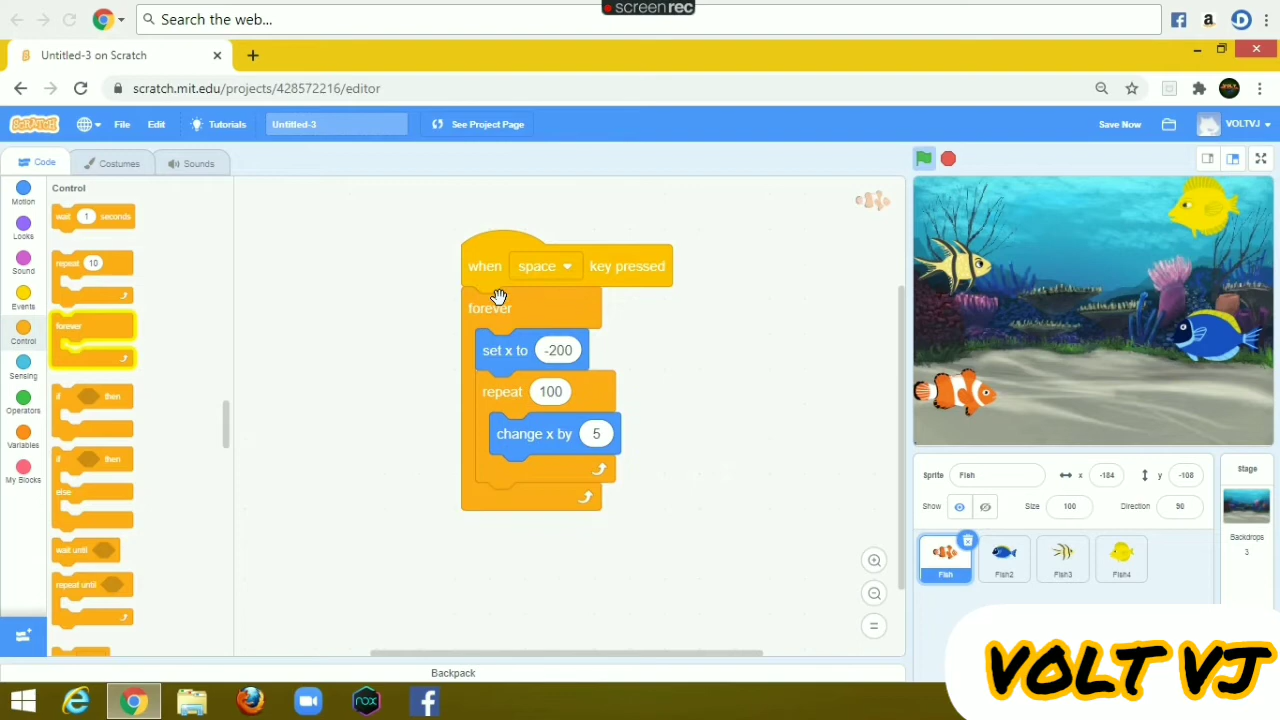 screenrec
Search the web...
Untitled-3 on Scratch
scratch.mit.edu/projects/428572216/editor
SCRATCH File Edit Tutorials Untitled-3 See Project Page Save Now VOLTVJ
Code Costumes Sounds
Motion
Looks
Sound
Events
Control
Sensing
Operators
Variables
My Blocks
Control
wait 1 seconds
repeat 10
forever
if then
if then
else
wait until
repeat until
when space key pressed
forever
set x to -200
repeat 100
change x by 5
Backpack
Sprite Fish x -184 y -108
Show Size 100 Direction 90
Fish Fish2 Fish3 Fish4
Stage
Backdrops
3
VOLT VJ
nox